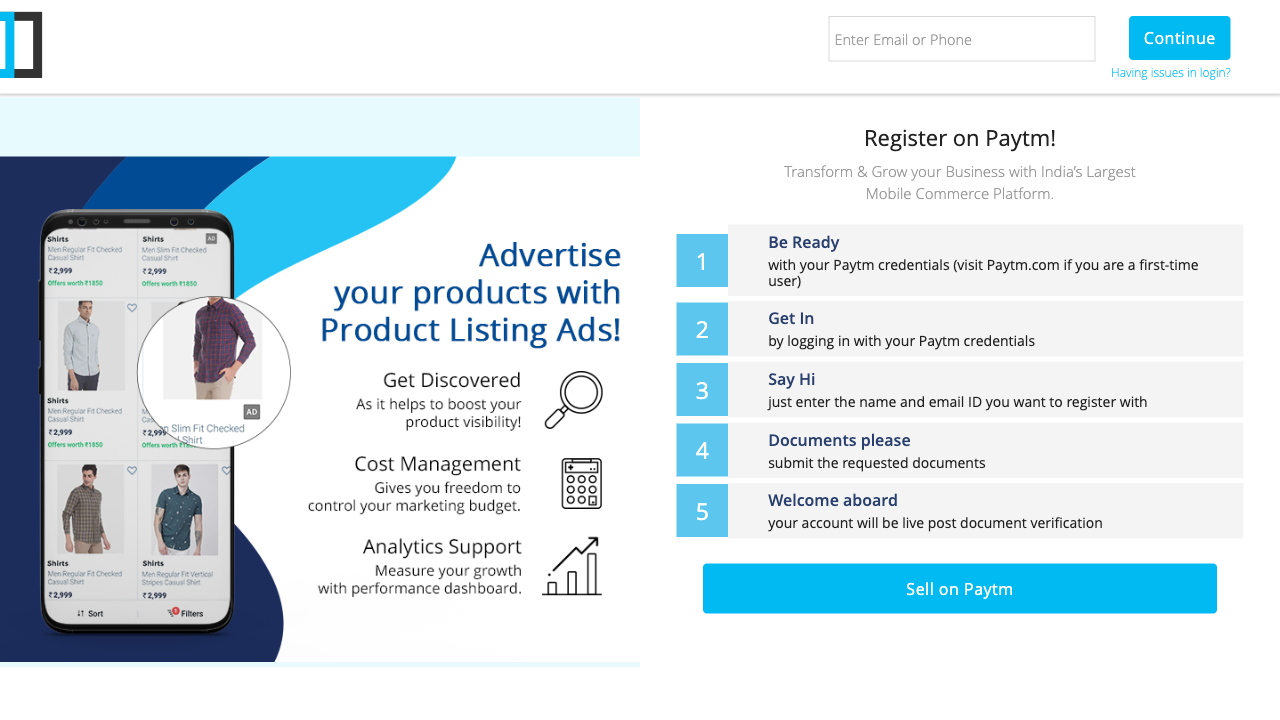 Enter Email or Phone
Continue
Having issues in login?
Shirts
Men Regular Fit Checked
Casual Shirt
₹2,999
Offers worth ₹1850
Shirts
AD
Men Slim Fit Checked
Casual Shirt
₹2,999
Offers worth ₹1850
Shirts
Men Regular Fit Checked
Casual Shirt
₹2,999
Offers worth ₹1850
AD
Slim Fit Checked
Shirt
₹2,999
Shirts
Men Regular Fit Checked
Casual Shirt
₹2,999
Shirts
Men Regular Fit Vertical
Stripes Casual Shirt
₹2,999
Sort
1
Filters
Advertise
your products with
Product Listing Ads!
Get Discovered
As it helps to boost your
product visibility!
Cost Management
Gives you freedom to
control your marketing budget.
Analytics Support
Measure your growth
with performance dashboard.
Register on Paytm!
Transform & Grow your Business with India's Largest
Mobile Commerce Platform.
1
Be Ready
with your Paytm credentials (visit Paytm.com if you are a first-time
user)
2
Get In
by logging in with your Paytm credentials
3
Say Hi
just enter the name and email ID you want to register with
4
Documents please
submit the requested documents
5
Welcome aboard
your account will be live post document verification
Sell on Paytm